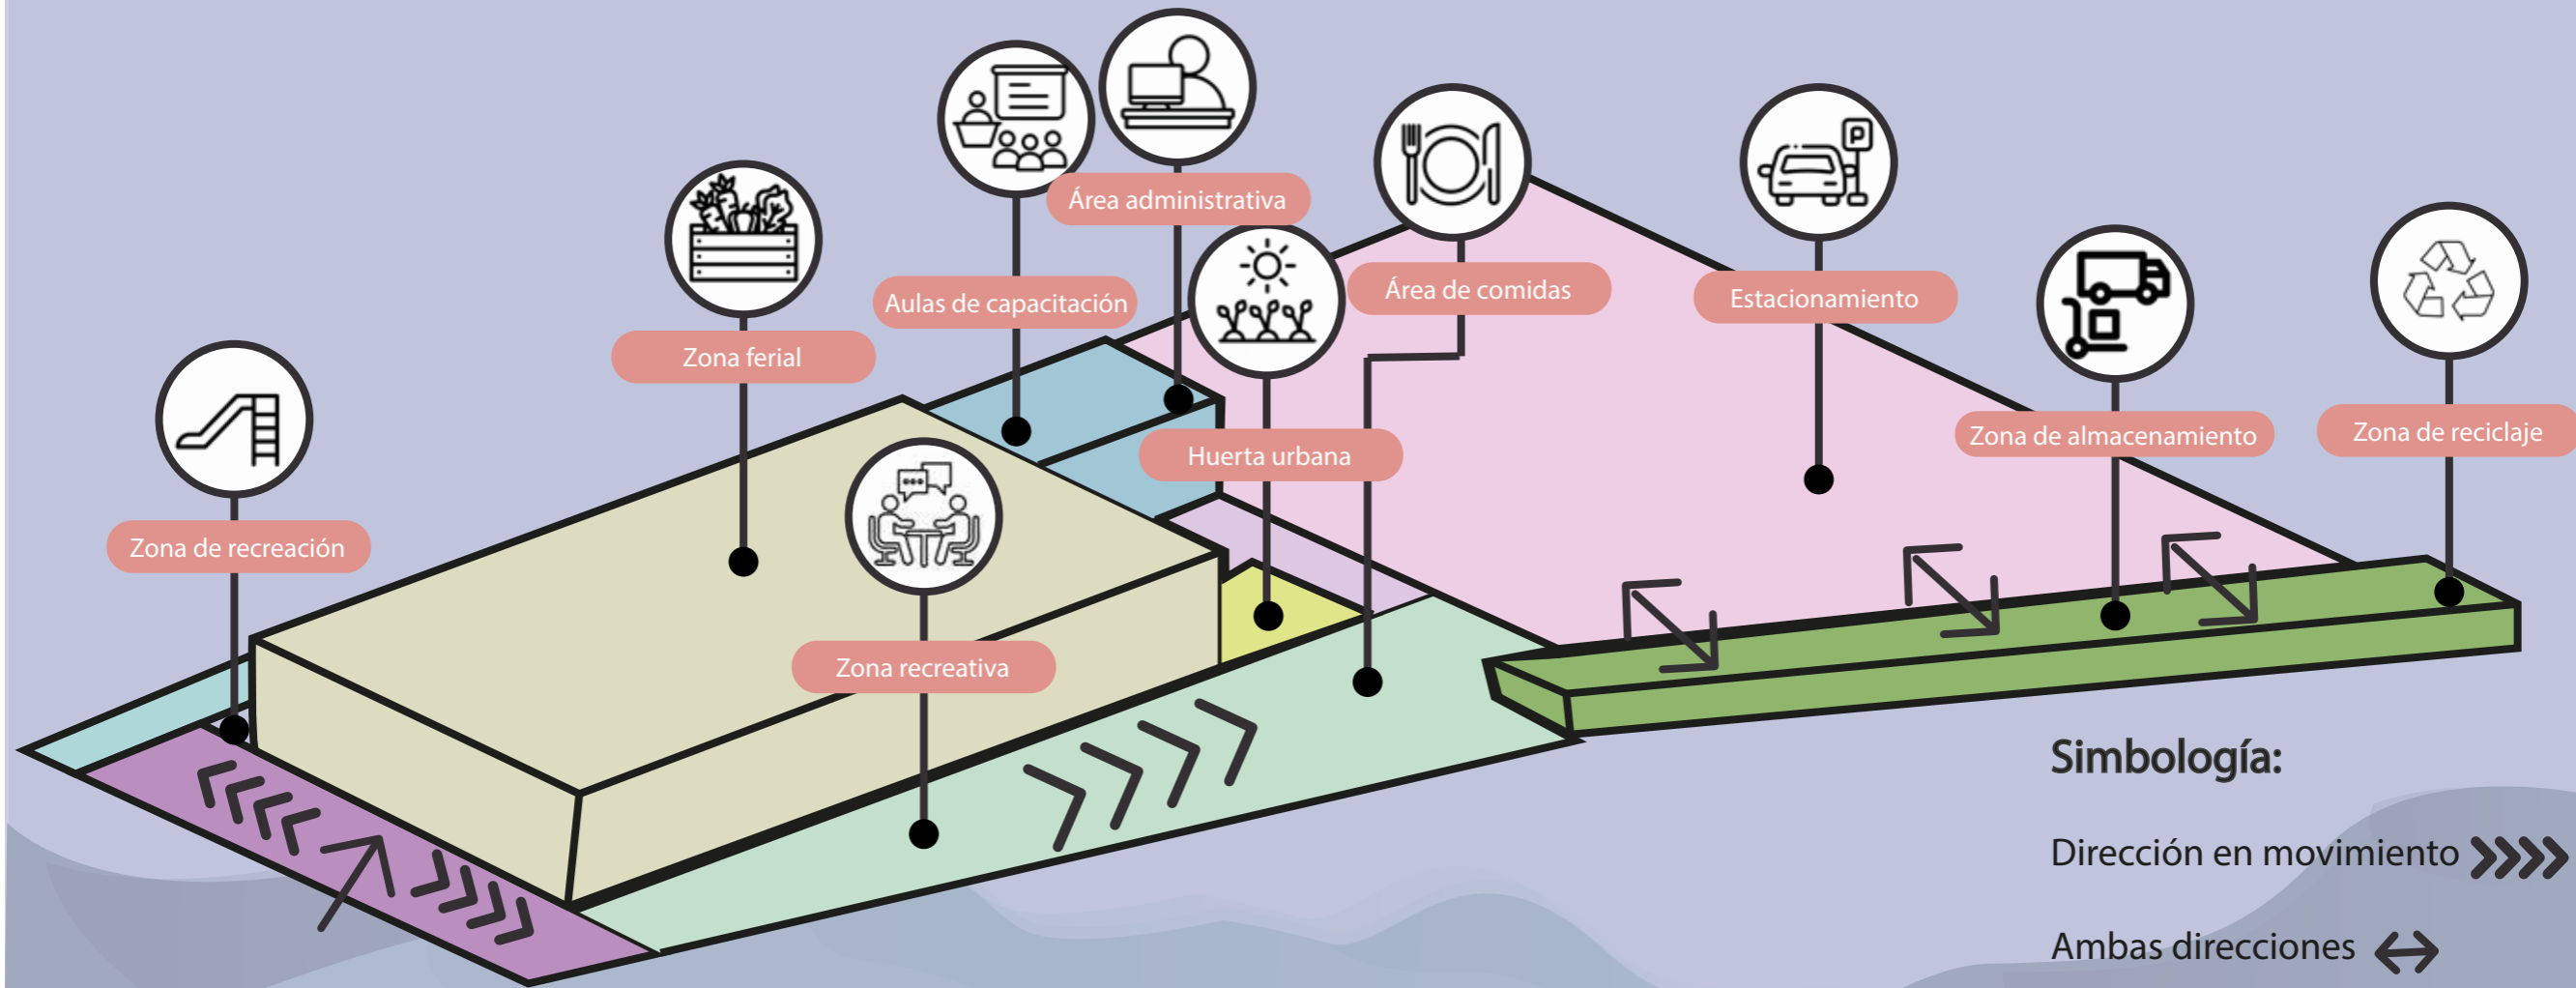 Área administrativa
Aulas de capacitación
Área de comidas
Estacionamiento
Zona ferial
Zona de almacenamiento
Zona de reciclaje
Huerta urbana
Zona de recreación
Zona recreativa
Simbología:
Dirección en movimiento
Ambas direcciones
P